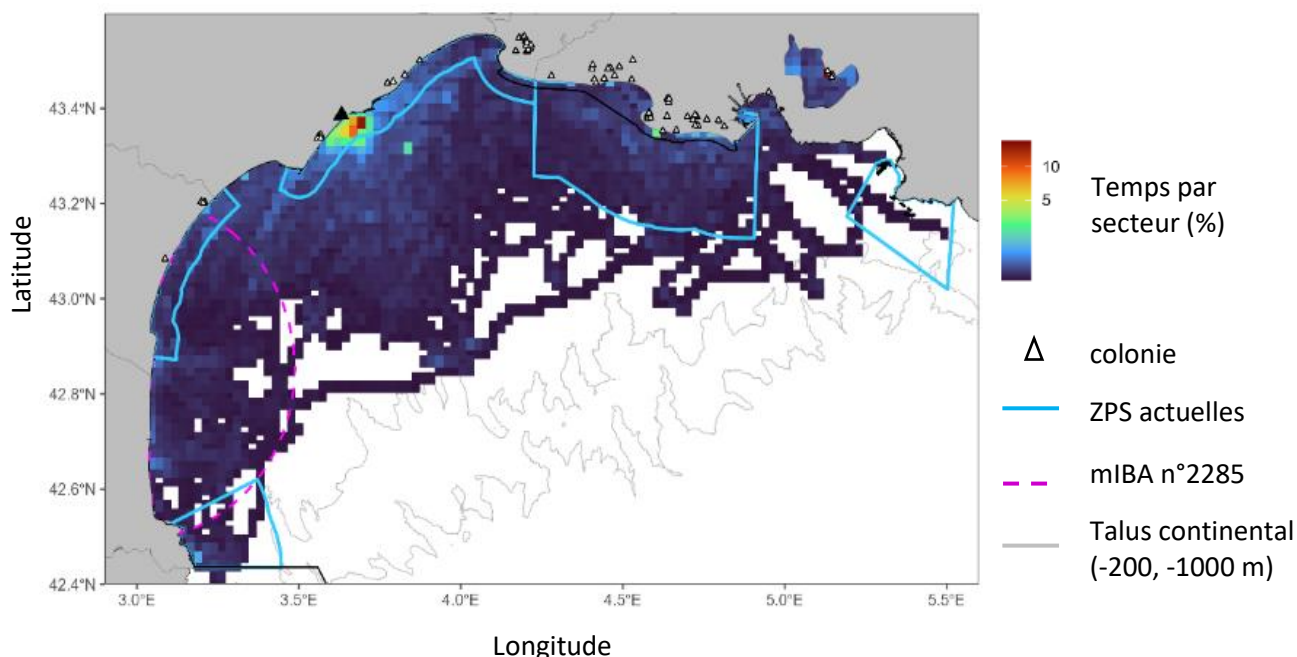 Latitude
43.4°N
43.2°N
43.0°N
42.8°N
42.6°N
42.4°N
3.0°E
3.5°E
4.0°E
4.5°E
5.0°E
5.5°E
Longitude
10
5
Temps par
secteur (%)
colonie
ZPS actuelles
mIBA n°2285
Talus continental
(-200, -1000 m)